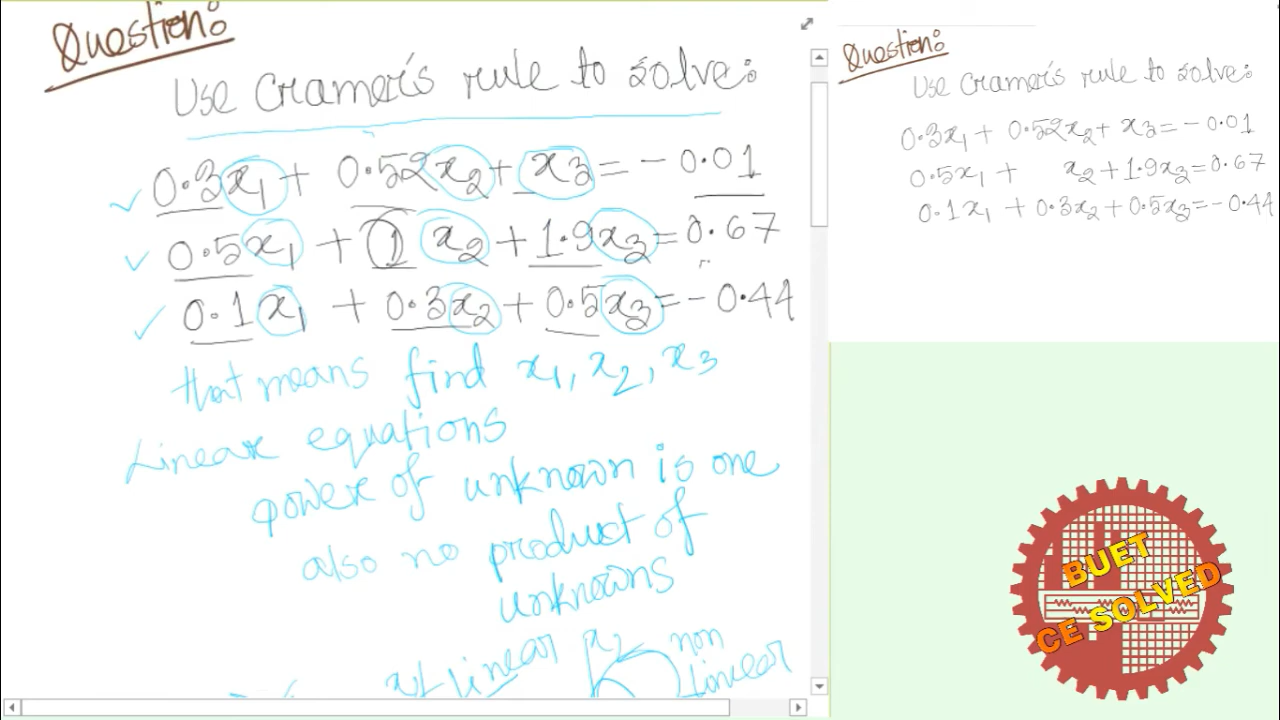 Question:
Use Cramer's rule to solve:
0.3x₁ + 0.52x₂ + x₃ = - 0.01
0.5x₁ + 1 x₂ + 1.9x₃ = 0.67
0.1x₁ + 0.3x₂ + 0.5x₃ = - 0.44
that means find x₁, x₂, x₃
Linear equations
power of unknown is one
also no product of
unknowns
linear
non
linear
Question:
Use Cramer's rule to solve:
0.3x₁ + 0.52x₂ + x₃ = - 0.01
0.5x₁ + x₂ + 1.9x₃ = 0.67
0.1x₁ + 0.3x₂ + 0.5x₃ = - 0.44
BUET
CE SOLVED